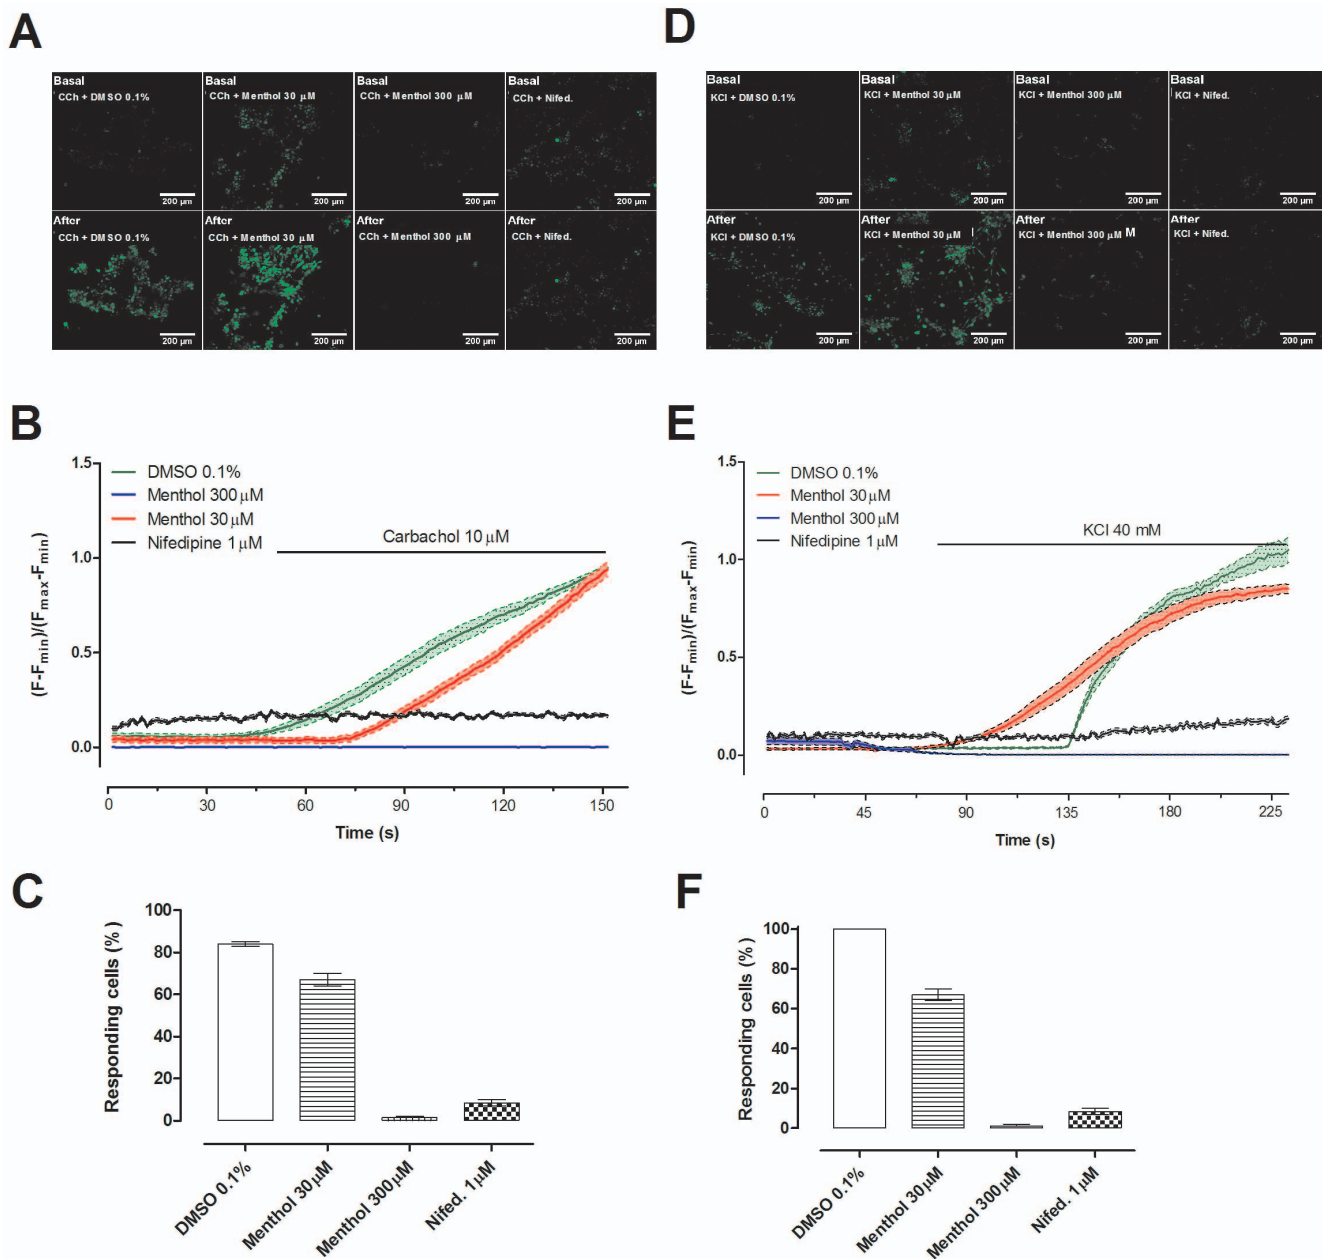 A
Basal
CCh + DMSO 0.1%
200 µm
Basal
CCh + Menthol 30 µM
200 µm
Basal
CCh + Menthol 300 µM
200 µm
Basal
CCh + Nifed.
200 µm
After
CCh + DMSO 0.1%
200 µm
After
CCh + Menthol 30 µM
200 µm
After
CCh + Menthol 300 µM
200 µm
After
CCh + Nifed.
200 µm
D
Basal
KCl + DMSO 0.1%
200 µm
Basal
KCl + Menthol 30 µM
200 µm
Basal
KCl + Menthol 300 µM
200 µm
Basal
KCl + Nifed.
200 µm
After
KCl + DMSO 0.1%
200 µm
After
KCl + Menthol 30 µM
200 µm
After
KCl + Menthol 300 µM M
200 µm
After
KCl + Nifed.
200 µm
B
(F-Fmin)/(Fmax-Fmin)
1.5
1.0
0.5
0.0
DMSO 0.1%
Menthol 300 µM
Menthol 30 µM
Nifedipine 1 µM
Carbachol 10 µM
0 30 60 90 120 150
Time (s)
E
(F-Fmin)/(Fmax-Fmin)
1.5
1.0
0.5
0.0
DMSO 0.1%
Menthol 30 µM
Menthol 300 µM
Nifedipine 1 µM
KCl 40 mM
0 45 90 135 180 225
Time (s)
C
Responding cells (%)
100
80
60
40
20
0
DMSO 0.1%
Menthol 30 µM
Menthol 300 µM
Nifed. 1 µM
F
Responding cells (%)
100
80
60
40
20
0
DMSO 0.1%
Menthol 30 µM
Menthol 300 µM
Nifed. 1 µM